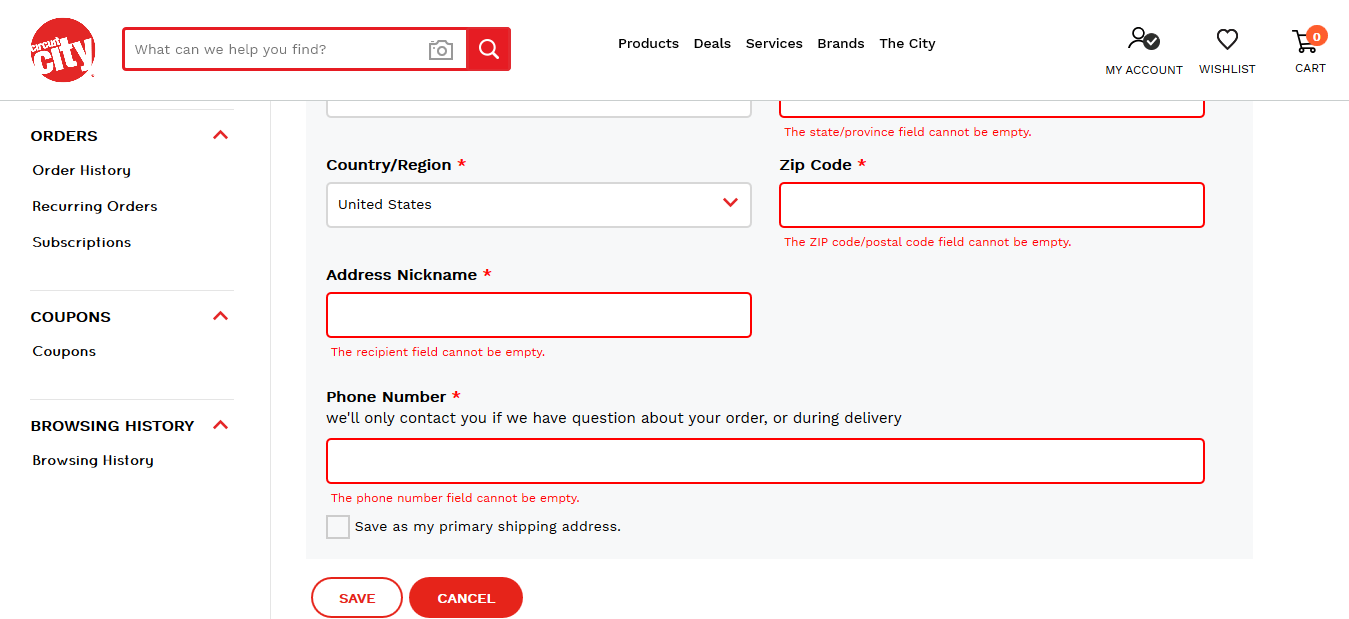 circuit
city
What can we help you find?
Products
Deals
Services
Brands
The City
MY ACCOUNT
WISHLIST
0
CART
ORDERS
Order History
Recurring Orders
Subscriptions
COUPONS
Coupons
BROWSING HISTORY
Browsing History
The state/province field cannot be empty.
Country/Region *
United States
Zip Code *
The ZIP code/postal code field cannot be empty.
Address Nickname *
The recipient field cannot be empty.
Phone Number *
we'll only contact you if we have question about your order, or during delivery
The phone number field cannot be empty.
Save as my primary shipping address.
SAVE
CANCEL